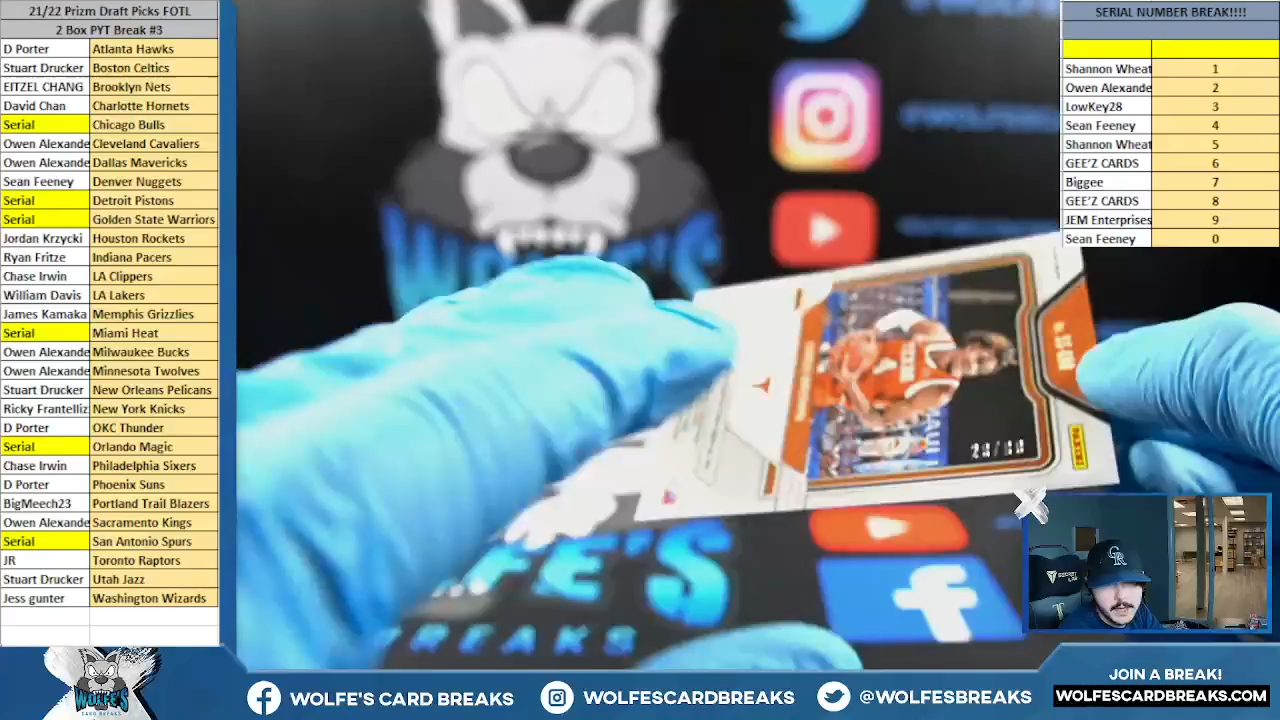 21/22 Prizm Draft Picks FOTL
2 Box PYT Break #3
D Porter Atlanta Hawks
Stuart Drucker Boston Celtics
EITZEL CHANG Brooklyn Nets
David Chan Charlotte Hornets
Serial Chicago Bulls
Owen Alexande Cleveland Cavaliers
Owen Alexande Dallas Mavericks
Sean Feeney Denver Nuggets
Serial Detroit Pistons
Serial Golden State Warriors
Jordan Krzycki Houston Rockets
Ryan Fritze Indiana Pacers
Chase Irwin LA Clippers
William Davis LA Lakers
James Kamaka Memphis Grizzlies
Serial Miami Heat
Owen Alexande Milwaukee Bucks
Owen Alexande Minnesota Twolves
Stuart Drucker New Orleans Pelicans
Ricky Frantelliz New York Knicks
D Porter OKC Thunder
Serial Orlando Magic
Chase Irwin Philadelphia Sixers
D Porter Phoenix Suns
BigMeech23 Portland Trail Blazers
Owen Alexande Sacramento Kings
Serial San Antonio Spurs
JR Toronto Raptors
Stuart Drucker Utah Jazz
Jess gunter Washington Wizards
SERIAL NUMBER BREAK!!!!
Shannon Wheat 1
Owen Alexande 2
LowKey28 3
Sean Feeney 4
Shannon Wheat 5
GEE'Z CARDS 6
Biggee 7
GEE'Z CARDS 8
JEM Enterprises 9
Sean Feeney 0
PANINI
BREAKS
CR
WOLFE'S
CARD BREAKS
WOLFE'S CARD BREAKS
WOLFESCARDBREAKS
@WOLFESBREAKS
JOIN A BREAK!
WOLFESCARDBREAKS.COM